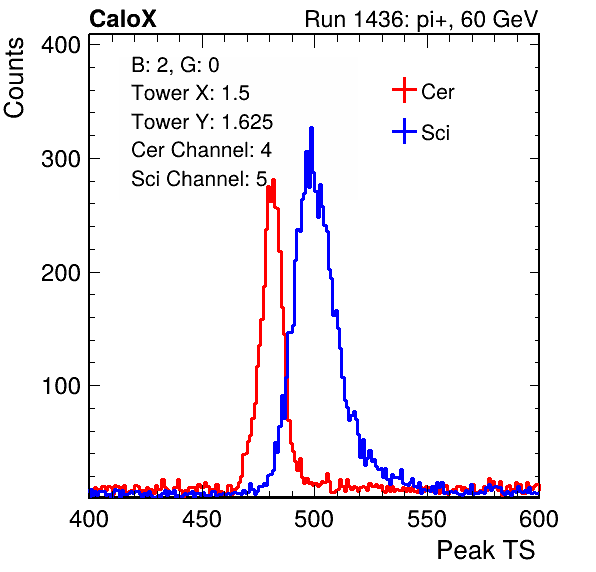 CaloX Run 1436: pi+, 60 GeV
Counts
400
300
200
100
B: 2, G: 0
Tower X: 1.5
Tower Y: 1.625
Cer Channel: 4
Sci Channel: 5
Cer
Sci
400 450 500 550 600
Peak TS